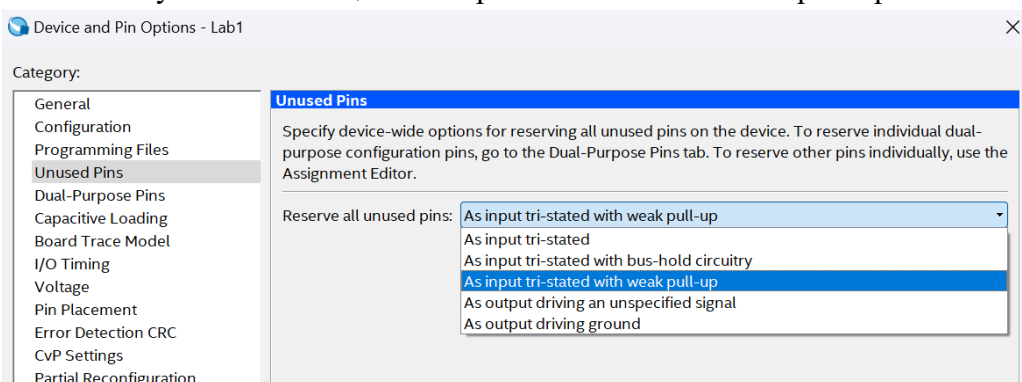 Device and Pin Options - Lab1
Category:
General
Configuration
Programming Files
Unused Pins
Dual-Purpose Pins
Capacitive Loading
Board Trace Model
I/O Timing
Voltage
Pin Placement
Error Detection CRC
CvP Settings
Partial Reconfiguration
Unused Pins
Specify device-wide options for reserving all unused pins on the device. To reserve individual dual-
purpose configuration pins, go to the Dual-Purpose Pins tab. To reserve other pins individually, use the
Assignment Editor.
Reserve all unused pins: As input tri-stated with weak pull-up
As input tri-stated
As input tri-stated with bus-hold circuitry
As input tri-stated with weak pull-up
As output driving an unspecified signal
As output driving ground